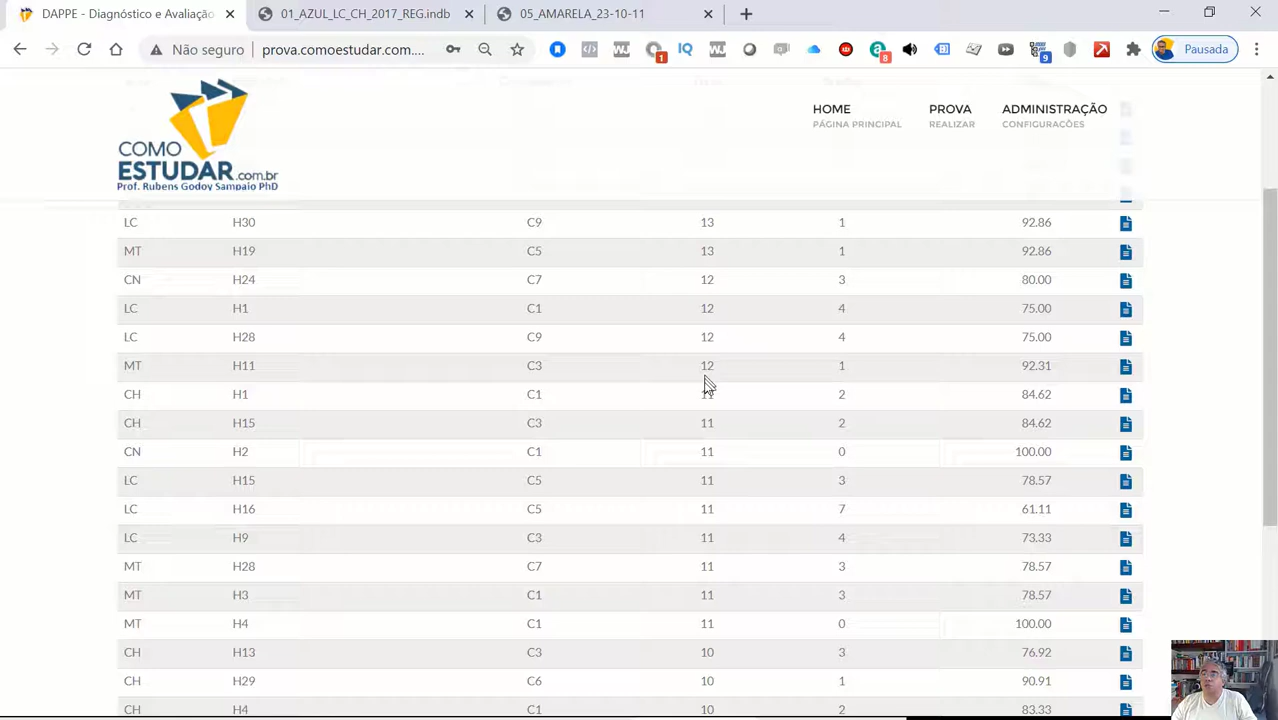 DAPPE - Diagnóstico e Avaliação
01_AZUL_LC_CH_2017_REG.indb
05_AMARELA_23-10-11
Não seguro
prova.comoestudar.com....
WJ
1
IQ
WJ
a
8
9
Pausada
COMO
ESTUDAR.com.br
Prof. Rubens Godoy Sampaio PhD
HOME
PÁGINA PRINCIPAL
PROVA
REALIZAR
ADMINISTRAÇÃO
CONFIGURAÇÕES
LC H30 C9 13 1 92.86
MT H19 C5 13 1 92.86
CN H24 C7 12 3 80.00
LC H1 C1 12 4 75.00
LC H28 C9 12 4 75.00
MT H11 C3 12 1 92.31
CH H1 C1 11 2 84.62
CH H15 C3 11 2 84.62
CN H2 C1 11 0 100.00
LC H15 C5 11 3 78.57
LC H16 C5 11 7 61.11
LC H9 C3 11 4 73.33
MT H28 C7 11 3 78.57
MT H3 C1 11 3 78.57
MT H4 C1 11 0 100.00
CH H13 C3 10 3 76.92
CH H29 C6 10 1 90.91
CH H4 C1 10 2 83.33